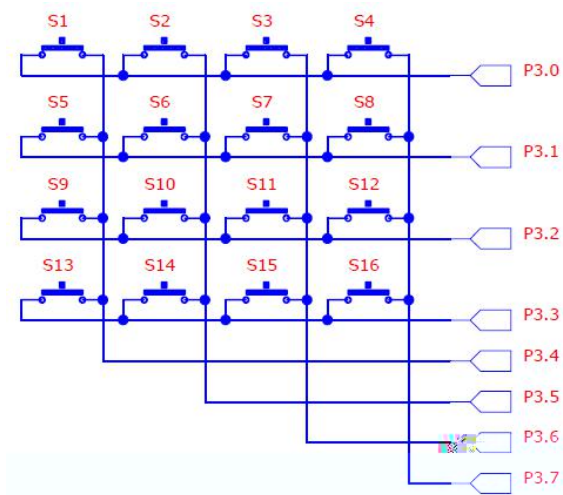 S1 S2 S3 S4
P3.0
S5 S6 S7 S8
P3.1
S9 S10 S11 S12
P3.2
S13 S14 S15 S16
P3.3
P3.4
P3.5
P3.6
P3.7